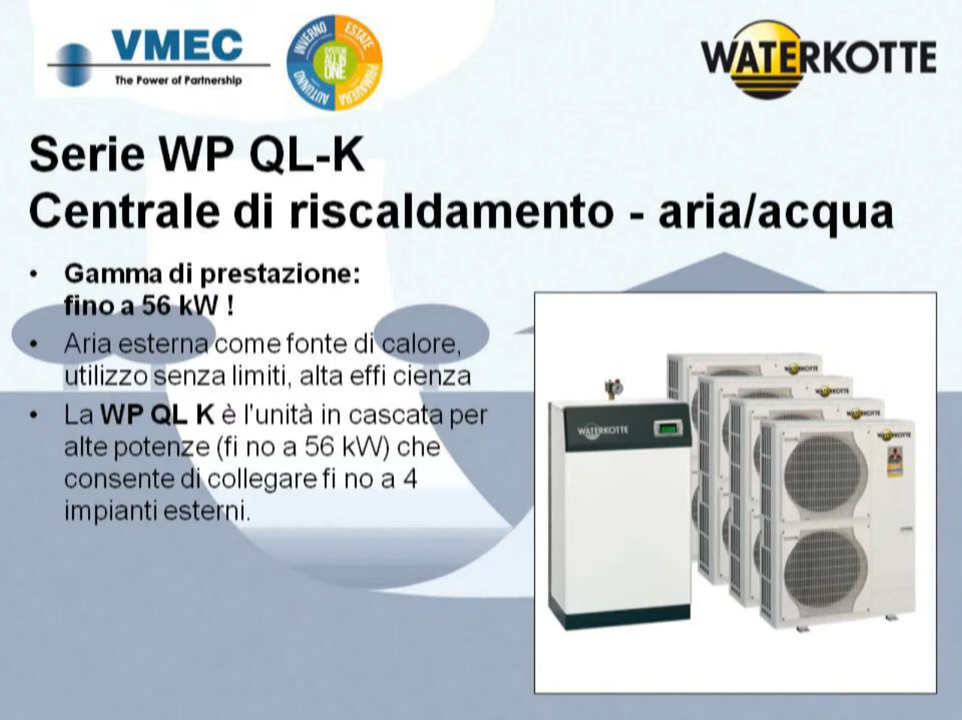 VMEC
The Power of Partnership
INVERNO
ESTATE
PRIMAVERA
AUTUNNO
SYSTEM
ALL IN
ONE
WATERKOTTE
Serie WP QL-K
Centrale di riscaldamento - aria/acqua
• Gamma di prestazione:
fino a 56 kW !
• Aria esterna come fonte di calore,
utilizzo senza limiti, alta effi cienza
• La WP QL K è l'unità in cascata per
alte potenze (fi no a 56 kW) che
consente di collegare fi no a 4
impianti esterni.
WATERKOTTE
WATERKOTTE
WATERKOTTE
WATERKOTTE
WATERKOTTE